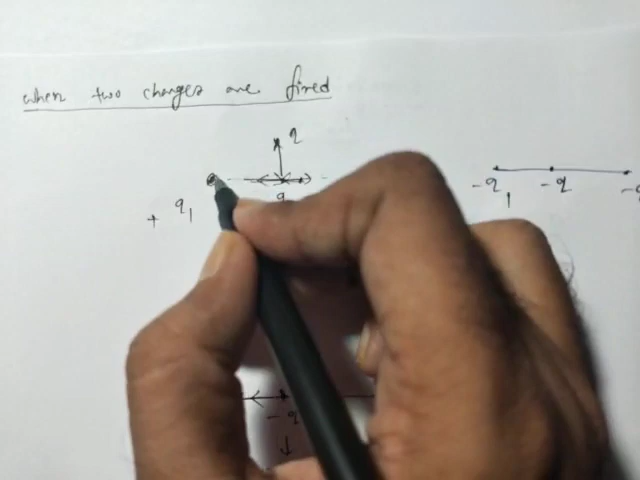 when two charges are fixed
q
-q₁ -q -q
+ q₁ q
- q